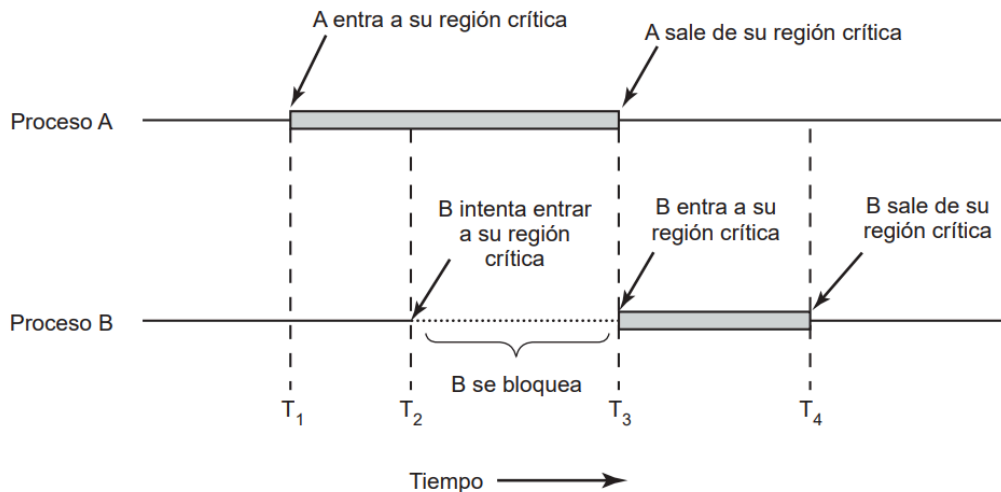 A entra a su región crítica
A sale de su región crítica
Proceso A
B intenta entrar
a su región
crítica
B entra a su
región crítica
B sale de su
región crítica
Proceso B
B se bloquea
T1
T2
T3
T4
Tiempo